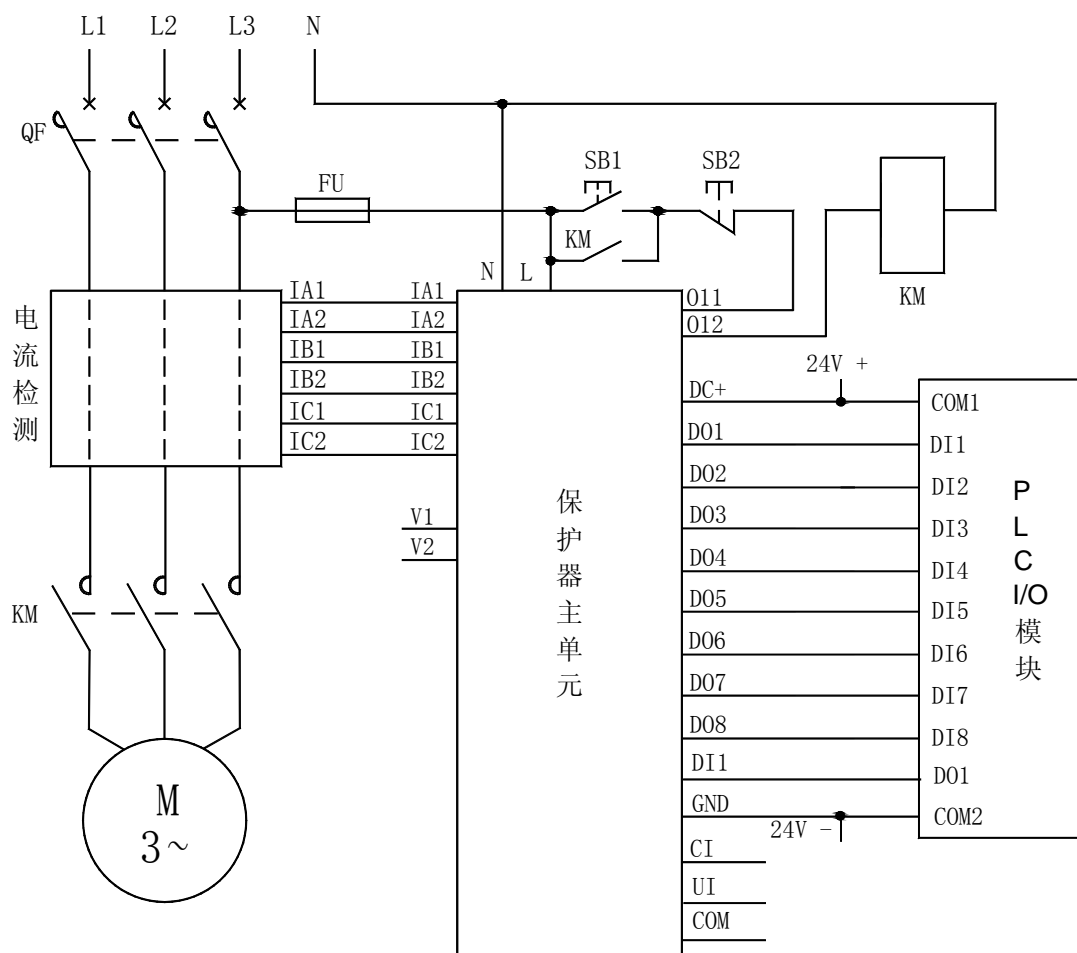 L1 L2 L3 N
QF
FU
SB1
SB2
KM
N L
KM
电流检测
IA1
IA2
IB1
IB2
IC1
IC2
IA1
IA2
IB1
IB2
IC1
IC2
V1
V2
保护器主单元
O11
O12
DC+
DO1
DO2
DO3
DO4
DO5
DO6
DO7
DO8
DI1
GND
CI
UI
COM
24V +
24V -
COM1
DI1
DI2
DI3
DI4
DI5
DI6
DI7
DI8
DO1
COM2
PLC
I/O
模块
KM
M
3~